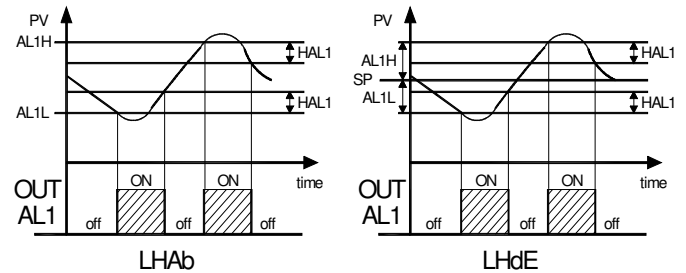 PV
AL1H
HAL1
HAL1
AL1L
time
OUT
AL1
off
ON
off
ON
off
LHAb
PV
AL1H
HAL1
SP
AL1L
HAL1
time
OUT
AL1
off
ON
off
ON
off
LHdE